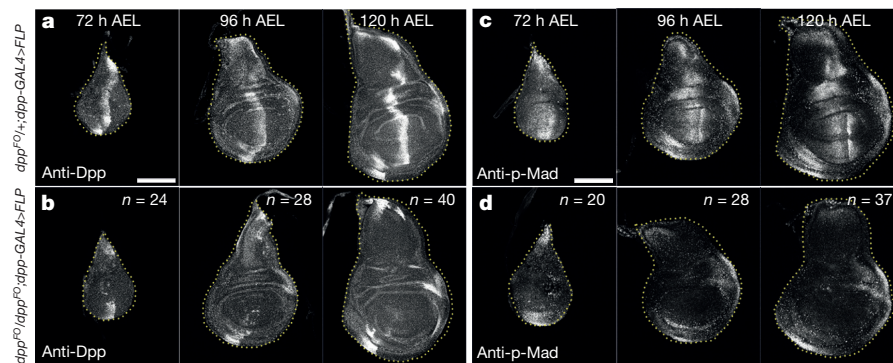 a 72 h AEL 96 h AEL 120 h AEL
dpp^FO/+;dpp-GAL4>FLP
Anti-Dpp
c 72 h AEL 96 h AEL 120 h AEL
Anti-p-Mad
b n = 24 n = 28 n = 40
dpp^FO/dpp^FO;dpp-GAL4>FLP
Anti-Dpp
d n = 20 n = 28 n = 37
Anti-p-Mad